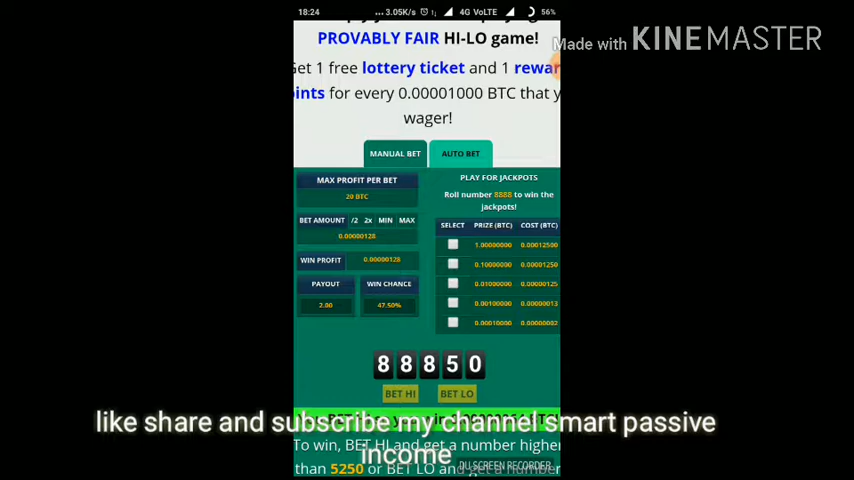 18:24 ...3.05K/s 4G VoLTE 56%
PROVABLY FAIR HI-LO game!
Made with KINEMASTER
Get 1 free lottery ticket and 1 rewar
ints for every 0.00001000 BTC that y
wager!
MANUAL BET AUTO BET
MAX PROFIT PER BET
20 BTC
BET AMOUNT /2 2x MIN MAX
0.00000128
WIN PROFIT 0.00000128
PAYOUT WIN CHANCE
2.00 47.50%
PLAY FOR JACKPOTS
Roll number 8888 to win the
jackpots!
SELECT PRIZE (BTC) COST (BTC)
1.00000000 0.00012500
0.10000000 0.00001250
0.01000000 0.00000125
0.00100000 0.00000013
0.00010000 0.00000002
88850
BET HI BET LO
like share and subscribe my channel smart passive
income
To win, BET HI and get a number higher
than 5250 or BET LO and get a number
DU SCREEN RECORDER